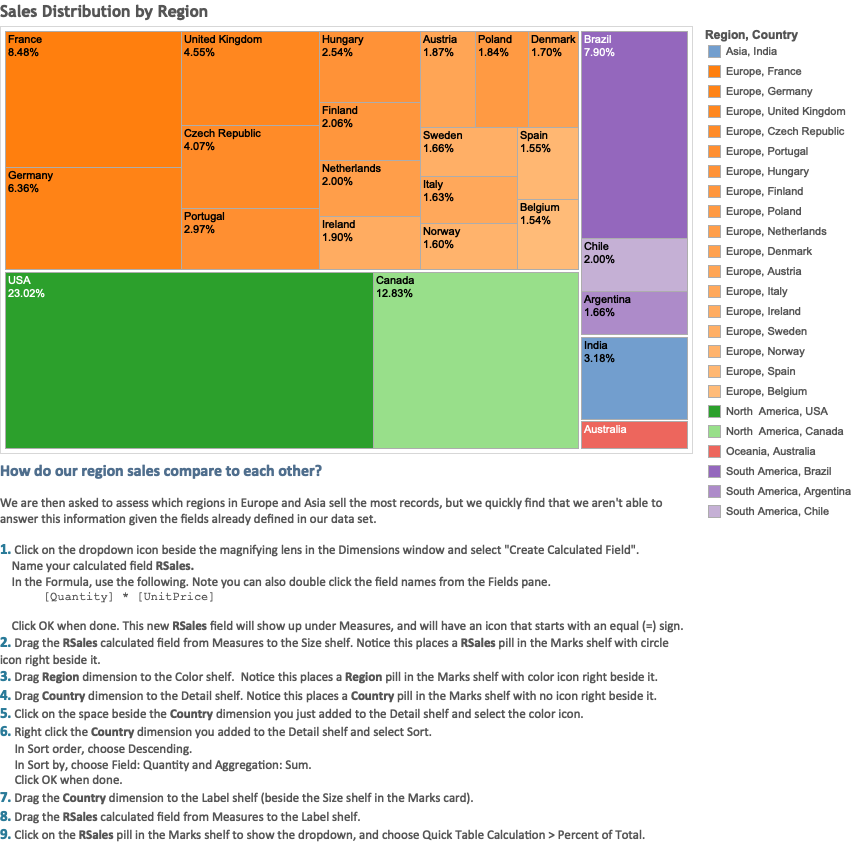 Sales Distribution by Region
France
8.48%
United Kingdom
4.55%
Hungary
2.54%
Austria
1.87%
Poland
1.84%
Denmark
1.70%
Brazil
7.90%
Finland
2.06%
Czech Republic
4.07%
Sweden
1.66%
Spain
1.55%
Germany
6.36%
Netherlands
2.00%
Italy
1.63%
Belgium
1.54%
Portugal
2.97%
Ireland
1.90%
Norway
1.60%
Chile
2.00%
USA
23.02%
Canada
12.83%
Argentina
1.66%
India
3.18%
Australia
Region, Country
Asia, India
Europe, France
Europe, Germany
Europe, United Kingdom
Europe, Czech Republic
Europe, Portugal
Europe, Hungary
Europe, Finland
Europe, Poland
Europe, Netherlands
Europe, Denmark
Europe, Austria
Europe, Italy
Europe, Ireland
Europe, Sweden
Europe, Norway
Europe, Spain
Europe, Belgium
North America, USA
North America, Canada
Oceania, Australia
South America, Brazil
South America, Argentina
South America, Chile
How do our region sales compare to each other?
We are then asked to assess which regions in Europe and Asia sell the most records, but we quickly find that we aren't able to
answer this information given the fields already defined in our data set.
1. Click on the dropdown icon beside the magnifying lens in the Dimensions window and select "Create Calculated Field".
Name your calculated field RSales.
In the Formula, use the following. Note you can also double click the field names from the Fields pane.
[Quantity] * [UnitPrice]
Click OK when done. This new RSales field will show up under Measures, and will have an icon that starts with an equal (=) sign.
2. Drag the RSales calculated field from Measures to the Size shelf. Notice this places a RSales pill in the Marks shelf with circle
icon right beside it.
3. Drag Region dimension to the Color shelf. Notice this places a Region pill in the Marks shelf with color icon right beside it.
4. Drag Country dimension to the Detail shelf. Notice this places a Country pill in the Marks shelf with no icon right beside it.
5. Click on the space beside the Country dimension you just added to the Detail shelf and select the color icon.
6. Right click the Country dimension you added to the Detail shelf and select Sort.
In Sort order, choose Descending.
In Sort by, choose Field: Quantity and Aggregation: Sum.
Click OK when done.
7. Drag the Country dimension to the Label shelf (beside the Size shelf in the Marks card).
8. Drag the RSales calculated field from Measures to the Label shelf.
9. Click on the RSales pill in the Marks shelf to show the dropdown, and choose Quick Table Calculation > Percent of Total.